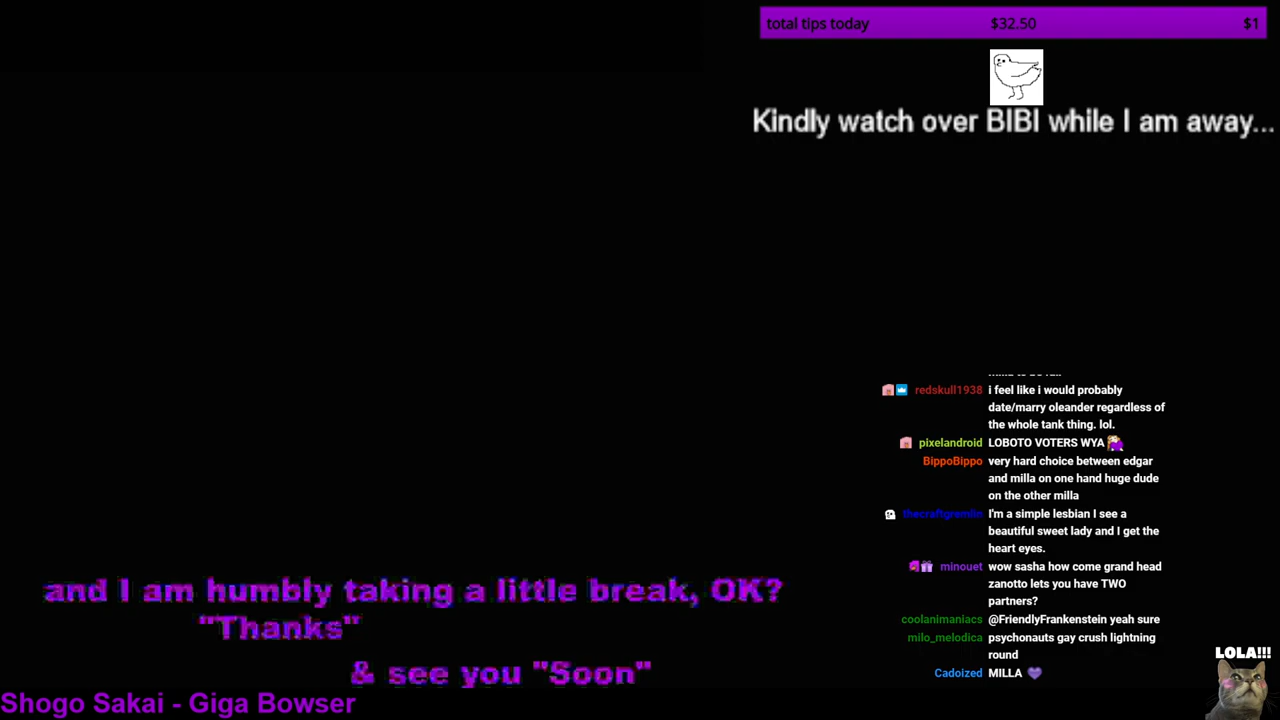 total tips today $32.50 $1
Kindly watch over BIBI while I am away...
redskull1938 i feel like i would probably
date/marry oleander regardless of
the whole tank thing. lol.
pixelandroid LOBOTO VOTERS WYA
BippoBippo very hard choice between edgar
and milla on one hand huge dude
on the other milla
thecraftgremlin I'm a simple lesbian I see a
beautiful sweet lady and I get the
heart eyes.
minouet wow sasha how come grand head
zanotto lets you have TWO
partners?
coolanimaniacs @FriendlyFrankenstein yeah sure
milo_melodica psychonauts gay crush lightning
round
Cadoized MILLA 💜
and I am humbly taking a little break, OK?
"Thanks"
& see you "Soon"
LOLA!!!
Shogo Sakai - Giga Bowser